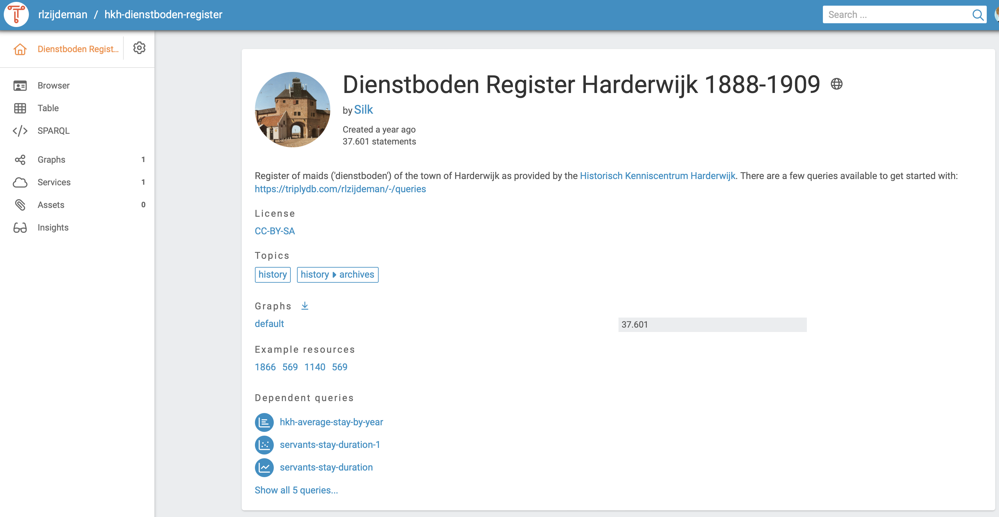 rlzijdeman / hkh-dienstboden-register
Search ...
Dienstboden Regist...
Browser
Table
SPARQL
Graphs 1
Services 1
Assets 0
Insights
Dienstboden Register Harderwijk 1888-1909
by Silk
Created a year ago
37.601 statements
Register of maids ('dienstboden') of the town of Harderwijk as provided by the Historisch Kenniscentrum Harderwijk. There are a few queries available to get started with:
https://triplydb.com/rlzijdeman/-/queries
License
CC-BY-SA
Topics
history history archives
Graphs
default 37.601
Example resources
1866 569 1140 569
Dependent queries
hkh-average-stay-by-year
servants-stay-duration-1
servants-stay-duration
Show all 5 queries...